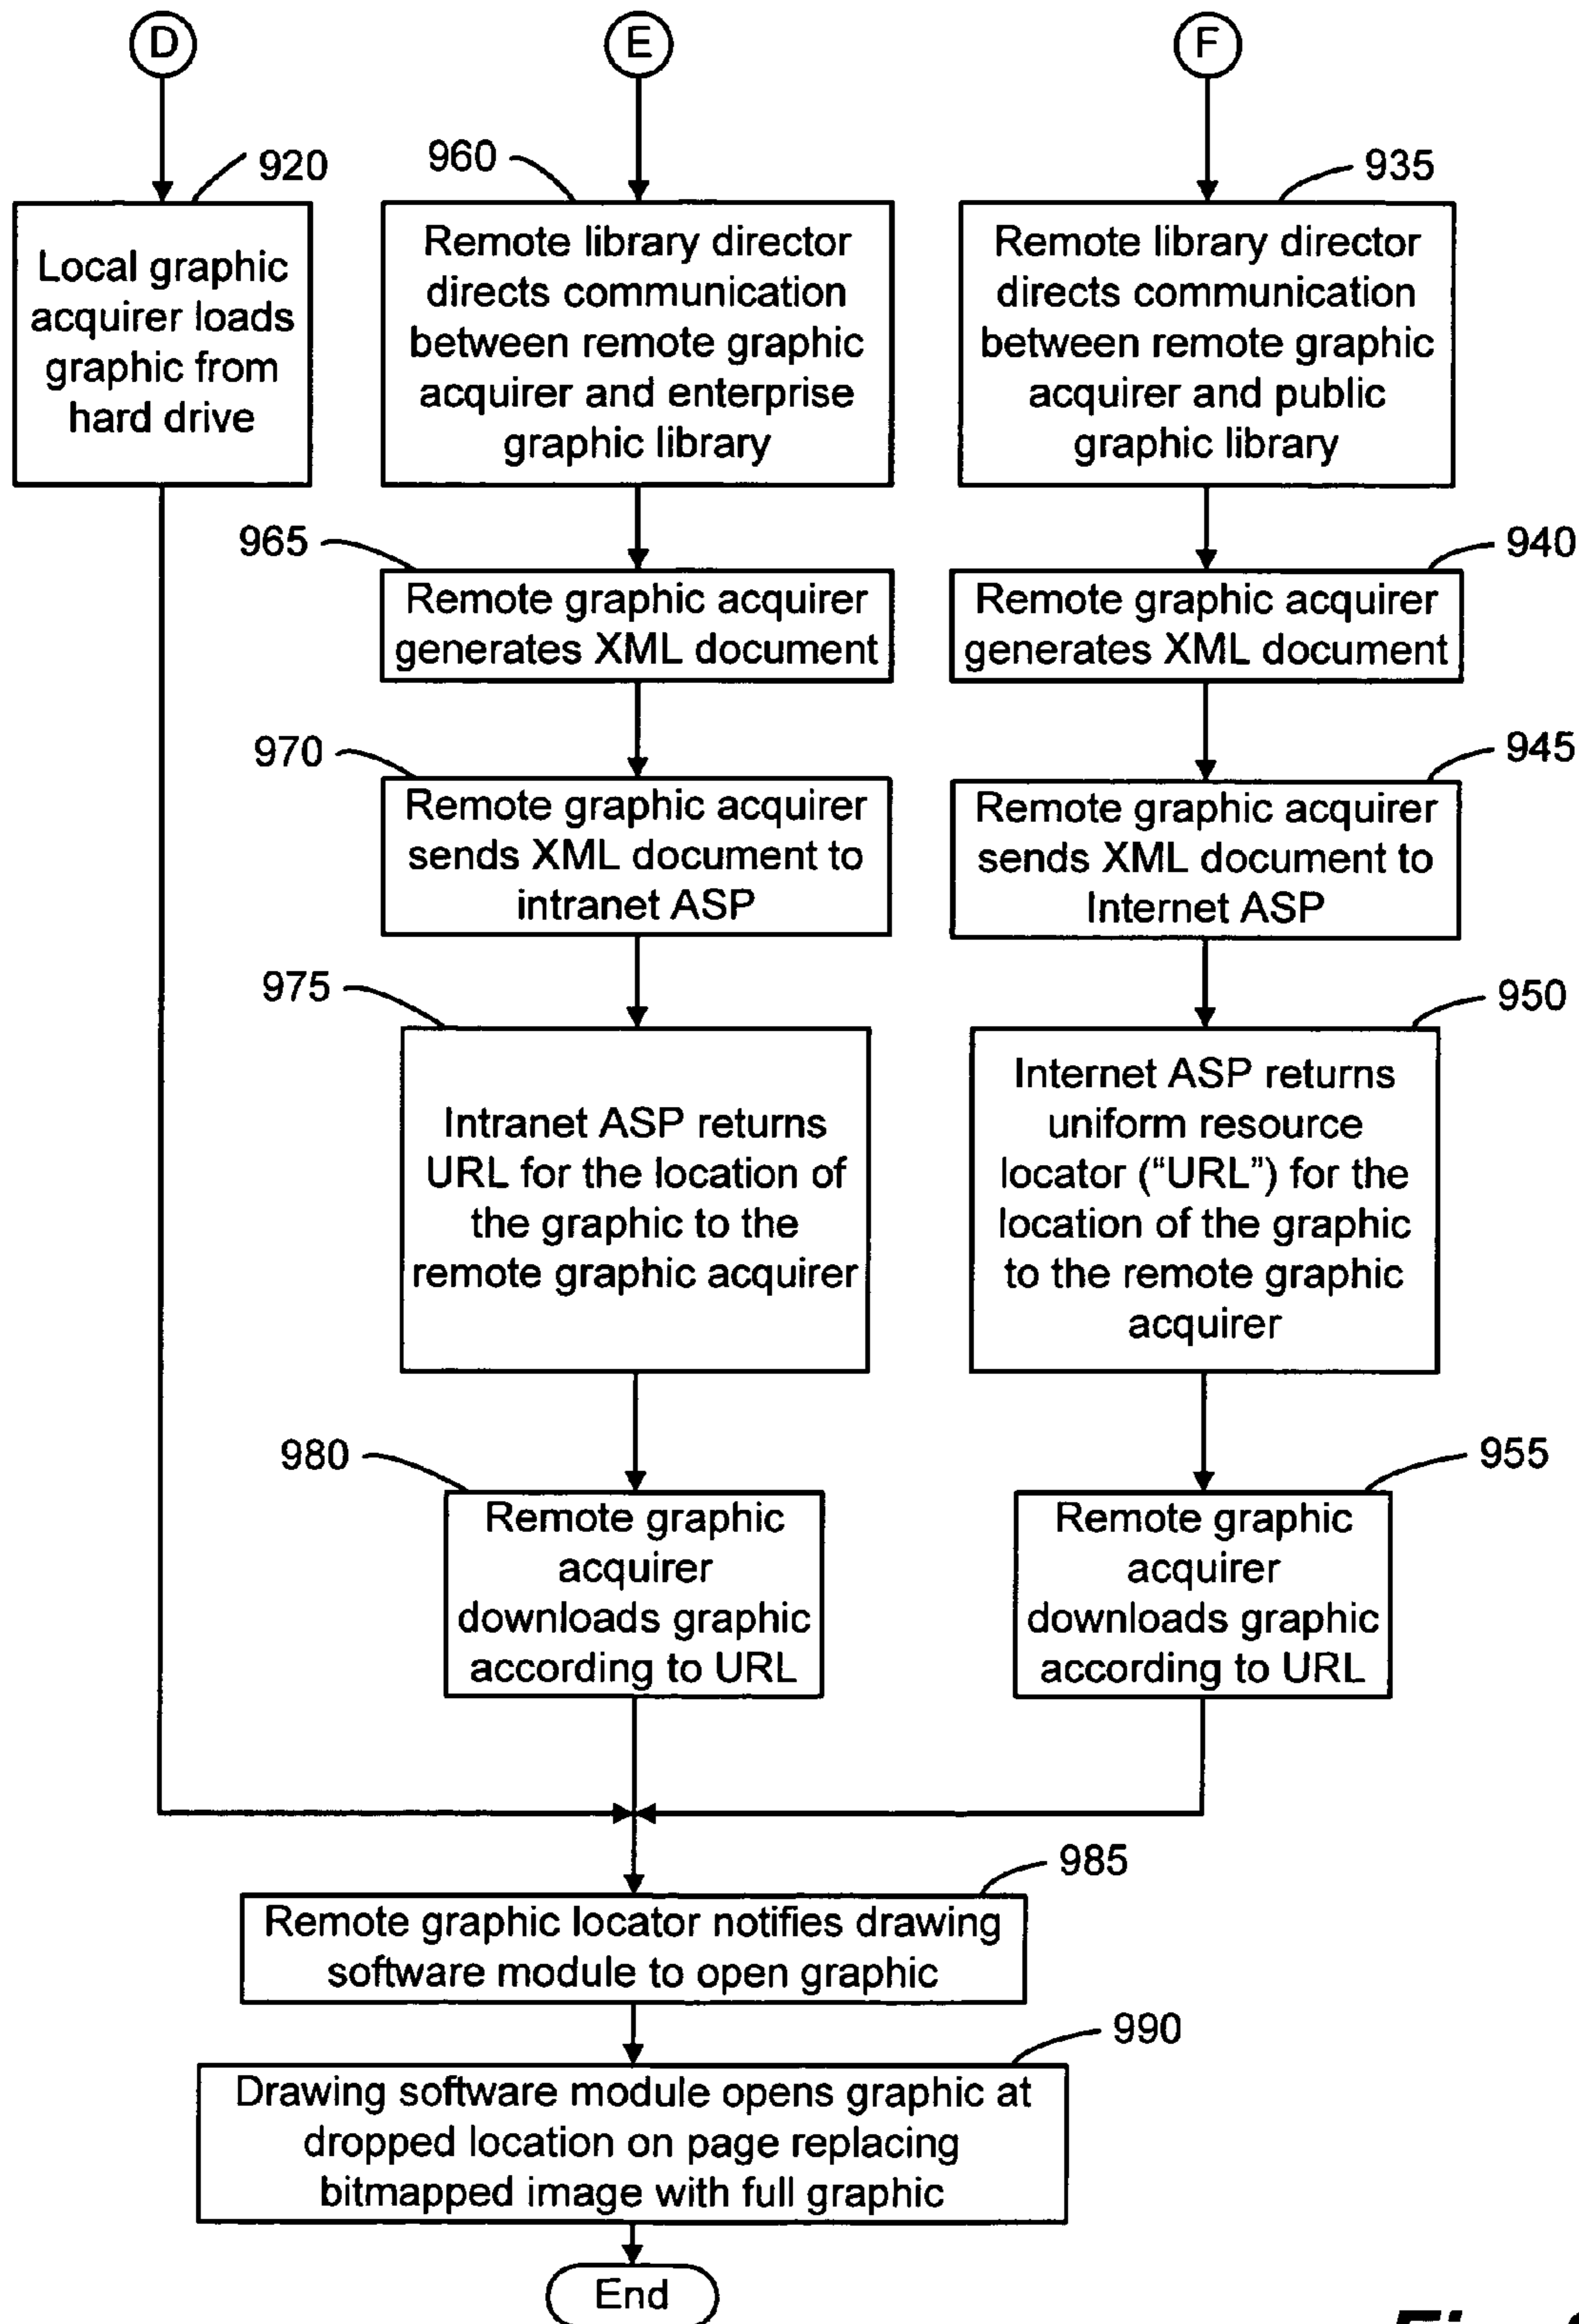 D
E
F
920
960
935
Local graphic
acquirer loads
graphic from
hard drive
Remote library director
directs communication
between remote graphic
acquirer and enterprise
graphic library
Remote library director
directs communication
between remote graphic
acquirer and public
graphic library
965
940
Remote graphic acquirer
generates XML document
Remote graphic acquirer
generates XML document
970
945
Remote graphic acquirer
sends XML document to
intranet ASP
Remote graphic acquirer
sends XML document to
Internet ASP
975
950
Intranet ASP returns
URL for the location of
the graphic to the
remote graphic acquirer
Internet ASP returns
uniform resource
locator (“URL”) for the
location of the graphic
to the remote graphic
acquirer
980
955
Remote graphic
acquirer
downloads graphic
according to URL
Remote graphic
acquirer
downloads graphic
according to URL
985
Remote graphic locator notifies drawing
software module to open graphic
990
Drawing software module opens graphic at
dropped location on page replacing
bitmapped image with full graphic
End